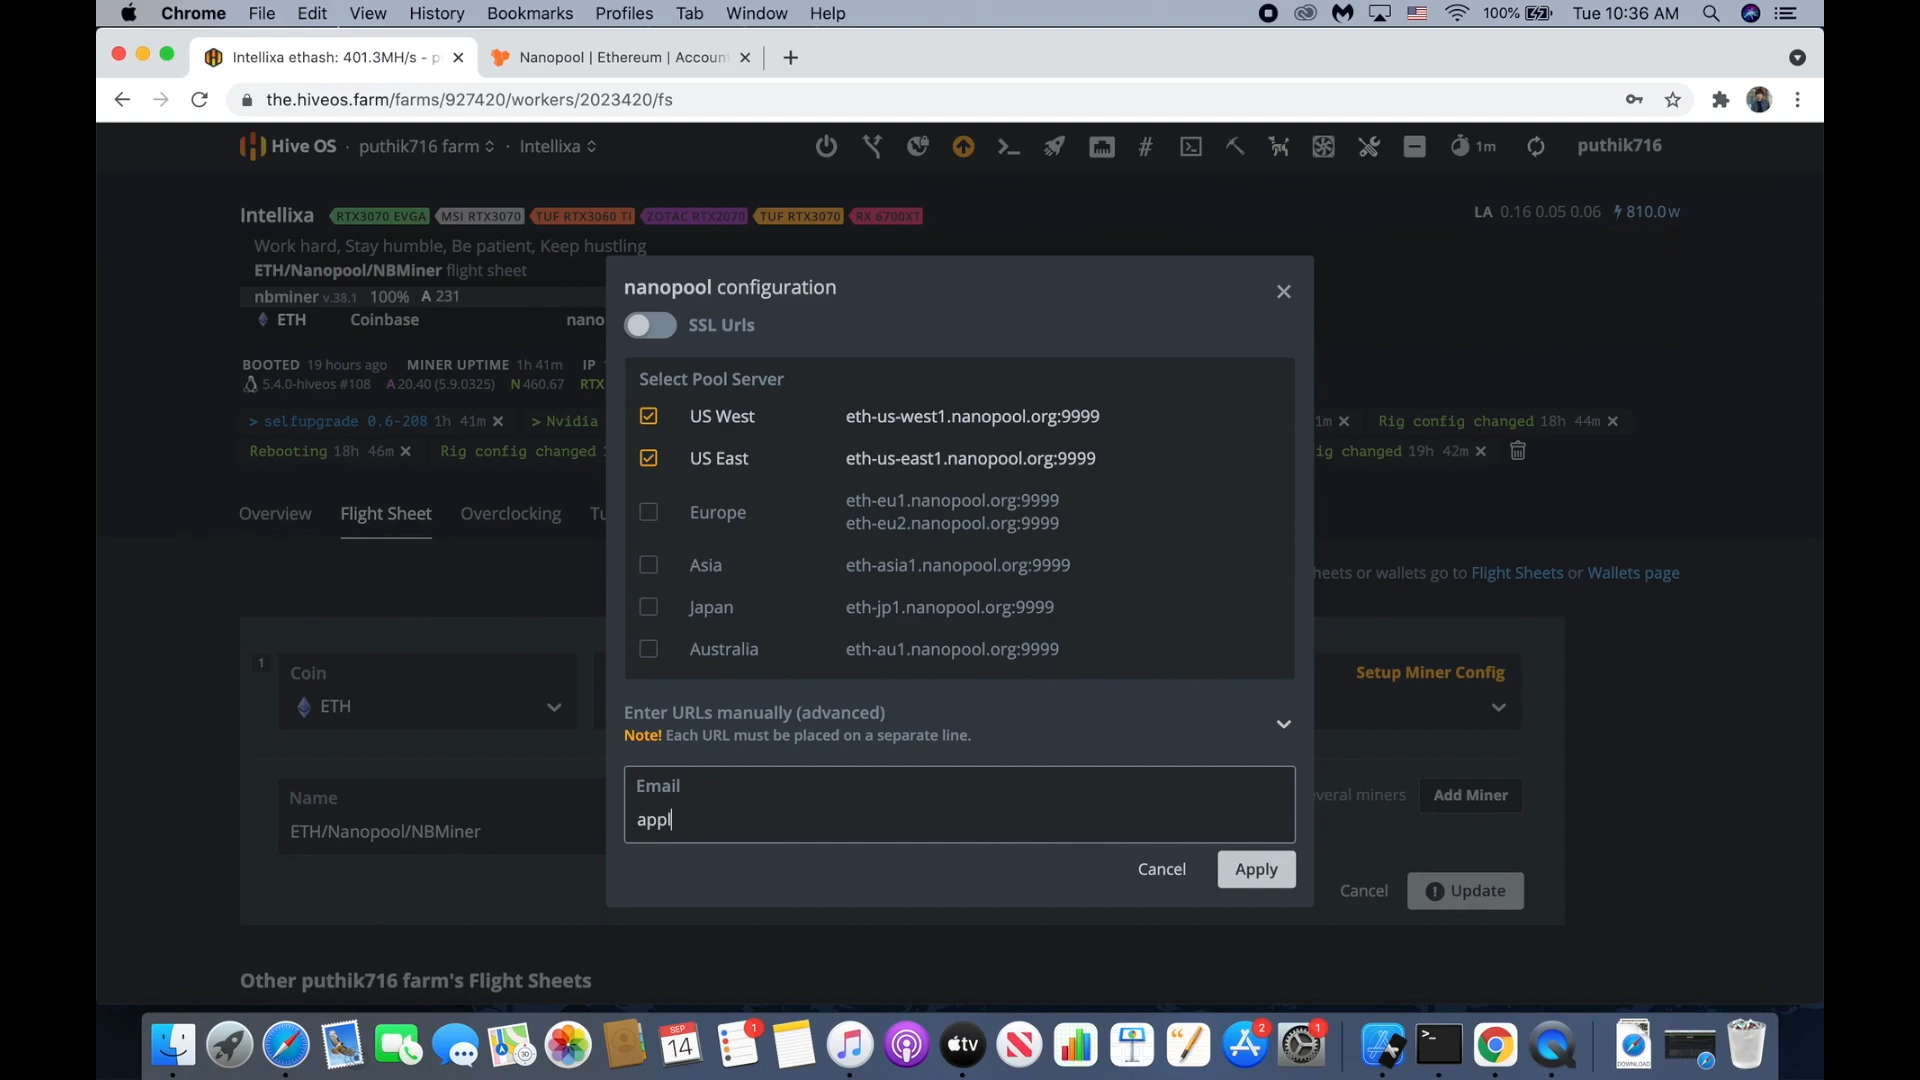 Chrome File Edit View History Bookmarks Profiles Tab Window Help 100% Tue 10:36 AM
Intellixa ethash: 401.3MH/s - p Nanopool | Ethereum | Accoun
the.hiveos.farm/farms/927420/workers/2023420/fs
Hive OS · puthik716 farm · Intellixa # 1m puthik716
Intellixa RTX3070 EVGA MSI RTX3070 TUF RTX3060 TI ZOTAC RTX2070 TUF RTX3070 RX 6700XT LA 0.16 0.05 0.06 810.0w
Work hard, Stay humble, Be patient, Keep hustling
ETH/Nanopool/NBMiner flight sheet
nbminer v.38.1 100% A 231
ETH Coinbase nano
BOOTED 19 hours ago MINER UPTIME 1h 41m IP
5.4.0-hiveos #108 A 20.40 (5.9.0325) N 460.67 RTX
> selfupgrade 0.6-208 1h 41m > Nvidia 1m Rig config changed 18h 44m
Rebooting 18h 46m Rig config changed ig changed 19h 42m
Overview Flight Sheet Overclocking Tu
heets or wallets go to Flight Sheets or Wallets page
nanopool configuration
SSL Urls
Select Pool Server
US West eth-us-west1.nanopool.org:9999
US East eth-us-east1.nanopool.org:9999
Europe eth-eu1.nanopool.org:9999
eth-eu2.nanopool.org:9999
Asia eth-asia1.nanopool.org:9999
Japan eth-jp1.nanopool.org:9999
Australia eth-au1.nanopool.org:9999
Enter URLs manually (advanced)
Note! Each URL must be placed on a separate line.
Email
appl
Cancel Apply
1 Coin Setup Miner Config
ETH
Name everal miners Add Miner
ETH/Nanopool/NBMiner
Cancel Update
Other puthik716 farm's Flight Sheets
SEP
14
1
tv
2
1
DOWNLOAD